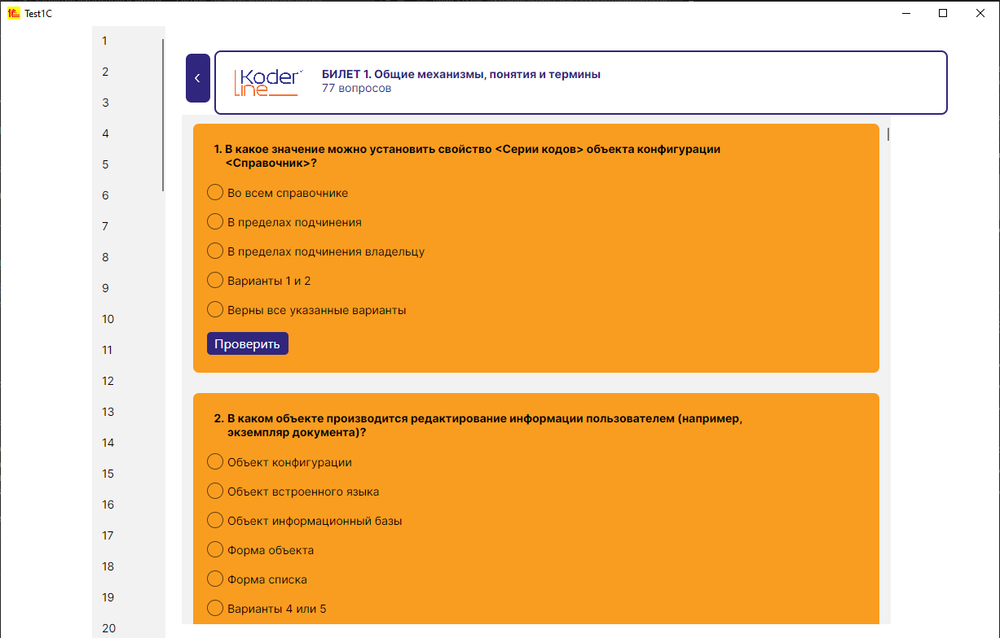 Test1C
1
2
3
4
5
6
7
8
9
10
11
12
13
14
15
16
17
18
19
20
Koder
line
БИЛЕТ 1. Общие механизмы, понятия и термины
77 вопросов
1. В какое значение можно установить свойство <Серии кодов> объекта конфигурации
<Справочник>?
Во всем справочнике
В пределах подчинения
В пределах подчинения владельцу
Варианты 1 и 2
Верны все указанные варианты
Проверить
2. В каком объекте производится редактирование информации пользователем (например,
экземпляр документа)?
Объект конфигурации
Объект встроенного языка
Объект информационный базы
Форма объекта
Форма списка
Варианты 4 или 5